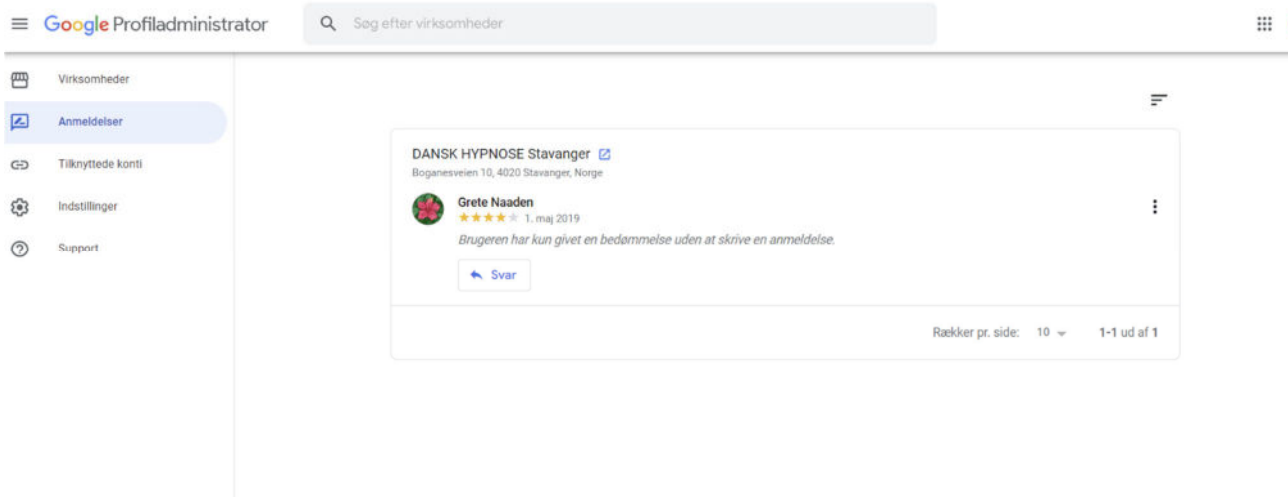 Google Profiladministrator
Søg efter virksomheder
Virksomheder
Anmeldelser
Tilknyttede konti
Indstillinger
Support
DANSK HYPNOSE Stavanger
Boganesveien 10, 4020 Stavanger, Norge
Grete Naaden
1. maj 2019
Brugeren har kun givet en bedømmelse uden at skrive en anmeldelse.
Svar
Rækker pr. side: 10 1-1 ud af 1